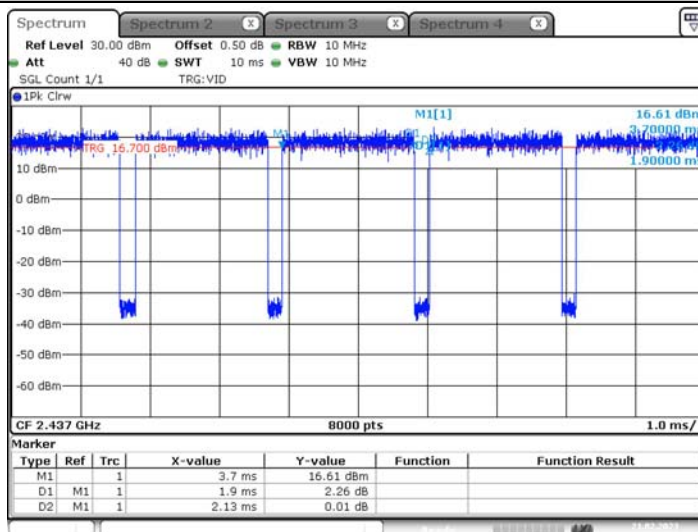 Spectrum Spectrum 2 X Spectrum 3 X Spectrum 4 X
Ref Level 30.00 dBm Offset 0.50 dB RBW 10 MHz
Att 40 dB SWT 10 ms VBW 10 MHz
SGL Count 1/1 TRG:VID
1Pk Clrw
M1[1] 16.61 dBm
3.70000 m
TRG 16.700 dBm
1.90000 m
10 dBm
0 dBm
-10 dBm
-20 dBm
-30 dBm
-40 dBm
-50 dBm
-60 dBm
CF 2.437 GHz 8000 pts 1.0 ms/
Marker
Type Ref Trc X-value Y-value Function Function Result
M1 1 3.7 ms 16.61 dBm
D1 M1 1 1.9 ms 2.26 dB
D2 M1 1 2.13 ms 0.01 dB